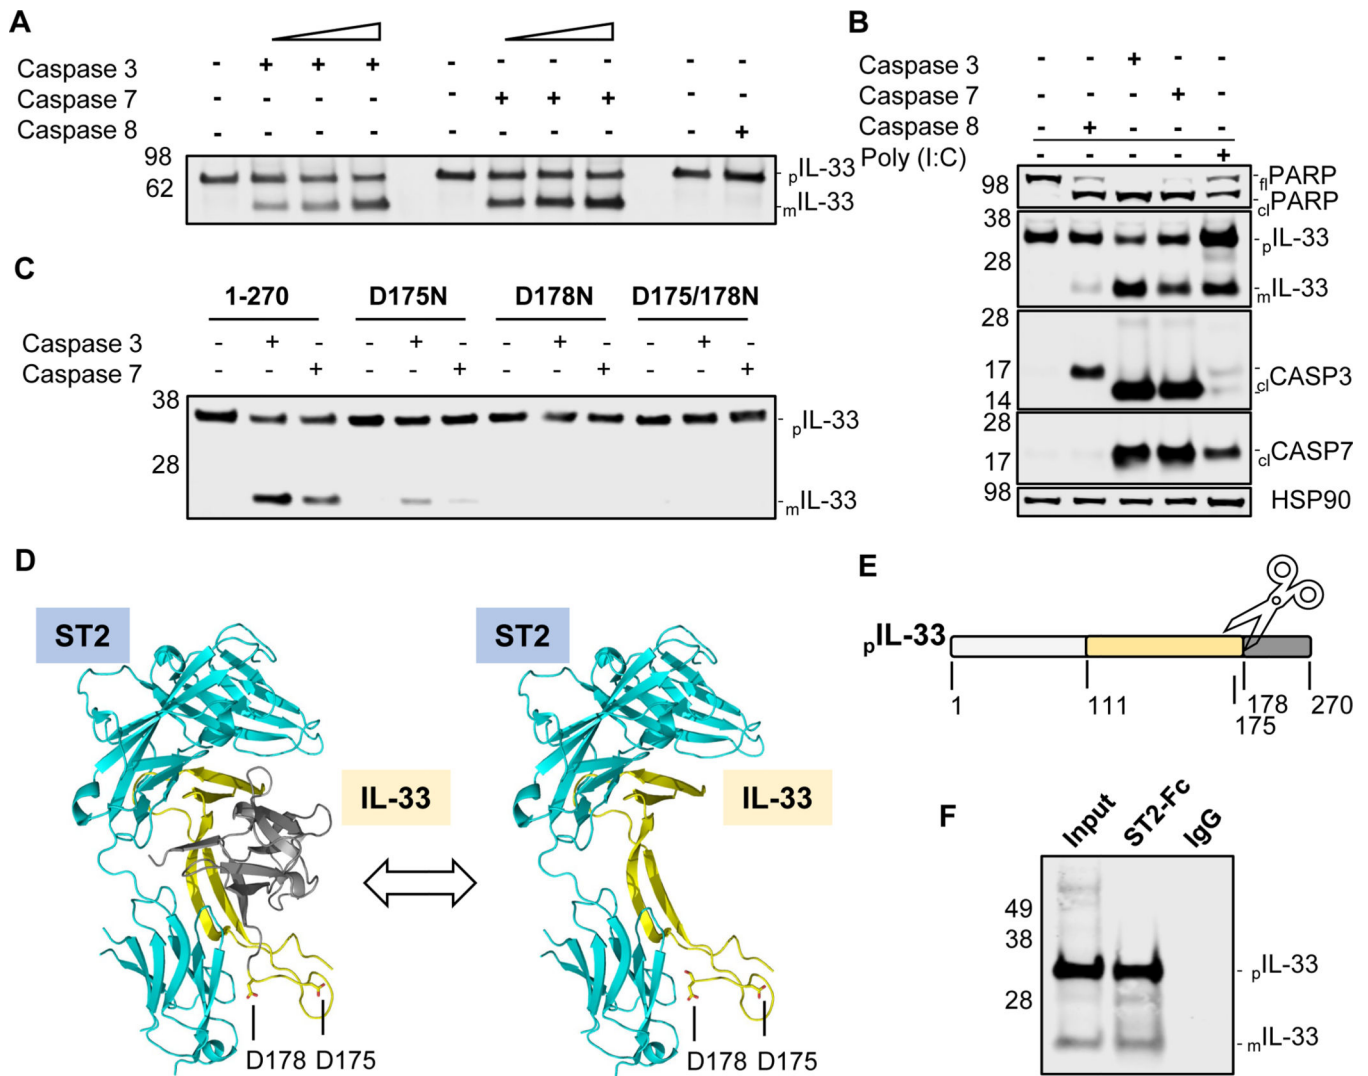 A
Caspase 3 - + + + - - - - - -
Caspase 7 - - - - - + + + - -
Caspase 8 - - - - - - - - - +
98
62
pIL-33
mIL-33
B
Caspase 3 - - + - -
Caspase 7 - - - + -
Caspase 8 - + - - -
Poly (I:C) - - - - +
98
flPARP
clPARP
38
28
pIL-33
mIL-33
28
17
14
clCASP3
28
17
clCASP7
98
HSP90
C
1-270 D175N D178N D175/178N
Caspase 3 - + - - + - - + - - + -
Caspase 7 - - + - - + - - + - - +
38
28
- pIL-33
- mIL-33
D
ST2
IL-33
D178 D175
ST2
IL-33
D178 D175
E
pIL-33
1 111 178 270
175
F
Input ST2-Fc IgG
49
38
28
- pIL-33
- mIL-33